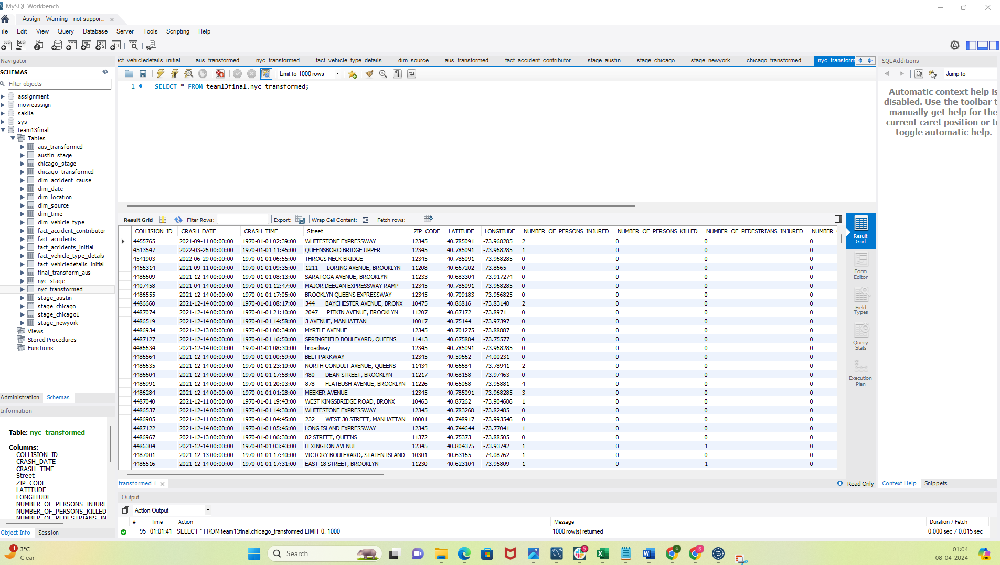 MySQL Workbench
Assign - Warning - not suppor...
File Edit View Query Database Server Tools Scripting Help
Navigator
SCHEMAS
Filter objects
assignment
movieassign
sakila
sys
team13final
Tables
aus_transformed
austin_stage
chicago_stage
chicago_transformed
dim_accident_cause
dim_date
dim_location
dim_source
dim_time
dim_vehicle_type
fact_accident_contributor
fact_accidents
fact_accidents_initial
fact_vehicle_type_details
fact_vehicledetails_initial
final_transform_aus
nyc_stage
nyc_transformed
stage_austin
stage_chicago
stage_chicago1
stage_newyork
Views
Stored Procedures
Functions
Administration Schemas
Information
Table: nyc_transformed
Columns:
COLLISION_ID
CRASH_DATE
CRASH_TIME
Street
ZIP_CODE
LATITUDE
LONGITUDE
NUMBER_OF_PERSONS_INJURE
NUMBER_OF_PERSONS_KILLED
NUMBER_OF_PEDESTRIANS_IN
Object Info Session
ct_vehicledetails_initial aus_transformed nyc_transformed fact_vehicle_type_details dim_source aus_transformed fact_accident_contributor stage_austin stage_chicago stage_newyork chicago_transformed nyc_transform
Limit to 1000 rows
1 SELECT * FROM team13final.nyc_transformed;
Result Grid Filter Rows: Export: Wrap Cell Content: Fetch rows:
COLLISION_ID CRASH_DATE CRASH_TIME Street ZIP_CODE LATITUDE LONGITUDE NUMBER_OF_PERSONS_INJURED NUMBER_OF_PERSONS_KILLED NUMBER_OF_PEDESTRIANS_INJURED NUMBER_
4455765 2021-09-11 00:00:00 1970-01-01 02:39:00 WHITESTONE EXPRESSWAY 12345 40.785091 -73.968285 2 0 0 0
4513547 2022-03-26 00:00:00 1970-01-01 11:45:00 QUEENSBORO BRIDGE UPPER 12345 40.785091 -73.968285 1 0 0 0
4541903 2022-06-29 00:00:00 1970-01-01 06:55:00 THROGS NECK BRIDGE 12345 40.785091 -73.968285 0 0 0 0
4456314 2021-09-11 00:00:00 1970-01-01 09:35:00 1211 LORING AVENUE, BROOKLYN 11208 40.667202 -73.8665 0 0 0 0
4486609 2021-12-14 00:00:00 1970-01-01 08:13:00 SARATOGA AVENUE, BROOKLYN 11233 40.683304 -73.917274 0 0 0 0
4407458 2021-04-14 00:00:00 1970-01-01 12:47:00 MAJOR DEEGAN EXPRESSWAY RAMP 12345 40.785091 -73.968285 0 0 0 0
4486555 2021-12-14 00:00:00 1970-01-01 17:05:00 BROOKLYN QUEENS EXPRESSWAY 12345 40.709183 -73.956825 0 0 0 0
4486660 2021-12-14 00:00:00 1970-01-01 08:17:00 344 BAYCHESTER AVENUE, BRONX 10475 40.86816 -73.83148 2 0 0 0
4487074 2021-12-14 00:00:00 1970-01-01 21:10:00 2047 PITKIN AVENUE, BROOKLYN 11207 40.67172 -73.8971 0 0 0 0
4486519 2021-12-14 00:00:00 1970-01-01 14:58:00 3 AVENUE, MANHATTAN 10017 40.75144 -73.97397 0 0 0 0
4486934 2021-12-13 00:00:00 1970-01-01 00:34:00 MYRTLE AVENUE 12345 40.701275 -73.88887 0 0 0 0
4487127 2021-12-14 00:00:00 1970-01-01 16:50:00 SPRINGFIELD BOULEVARD, QUEENS 11413 40.675884 -73.75577 0 0 0 0
4486634 2021-12-14 00:00:00 1970-01-01 08:30:00 broadway 12345 40.785091 -73.968285 0 0 0 0
4486564 2021-12-14 00:00:00 1970-01-01 00:59:00 BELT PARKWAY 12345 40.59662 -74.00231 0 0 0 0
4486635 2021-12-14 00:00:00 1970-01-01 23:10:00 NORTH CONDUIT AVENUE, QUEENS 11434 40.66684 -73.78941 2 0 0 0
4486604 2021-12-14 00:00:00 1970-01-01 17:58:00 480 DEAN STREET, BROOKLYN 11217 40.68158 -73.97463 0 0 0 0
4486991 2021-12-14 00:00:00 1970-01-01 20:03:00 878 FLATBUSH AVENUE, BROOKLYN 11226 40.65068 -73.95881 4 0 0 0
4486284 2021-12-14 00:00:00 1970-01-01 01:28:00 MEEKER AVENUE 12345 40.785091 -73.968285 3 0 0 0
4487040 2021-12-11 00:00:00 1970-01-01 19:43:00 WEST KINGSBRIDGE ROAD, BRONX 10463 40.87262 -73.904686 1 0 0 0
4486537 2021-12-14 00:00:00 1970-01-01 14:30:00 WHITESTONE EXPRESSWAY 12345 40.783268 -73.82485 0 0 0 0
4486905 2021-12-11 00:00:00 1970-01-01 04:45:00 232 WEST 30 STREET, MANHATTAN 10001 40.748917 -73.993546 0 0 0 0
4487122 2021-12-14 00:00:00 1970-01-01 05:46:00 LONG ISLAND EXPRESSWAY 12345 40.744644 -73.77041 1 0 0 0
4486967 2021-12-13 00:00:00 1970-01-01 06:30:00 82 STREET, QUEENS 11372 40.75373 -73.88505 0 0 0 0
4486304 2021-12-14 00:00:00 1970-01-01 03:43:00 LEXINGTON AVENUE 12345 40.804375 -73.93742 1 0 1 0
4487001 2021-12-13 00:00:00 1970-01-01 17:40:00 VICTORY BOULEVARD, STATEN ISLAND 10301 40.63165 -74.08762 1 0 0 0
4486516 2021-12-14 00:00:00 1970-01-01 17:31:00 EAST 18 STREET, BROOKLYN 11230 40.623104 -73.95809 1 0 1 0
Result
Grid
Form
Editor
Field
Types
Query
Stats
Execution
Plan
transformed 1
Read Only
Output
Action Output
# Time Action Message Duration / Fetch
95 01:01:41 SELECT * FROM team13final.chicago_transformed LIMIT 0, 1000 1000 row(s) returned 0.000 sec / 0.015 sec
SQLAdditions
Jump to
Automatic context help is
disabled. Use the toolbar t
manually get help for the
current caret position or to
toggle automatic help.
Context Help Snippets
1
3°C
Clear
Search
5
C
S
01:04
08-04-2024
PRE